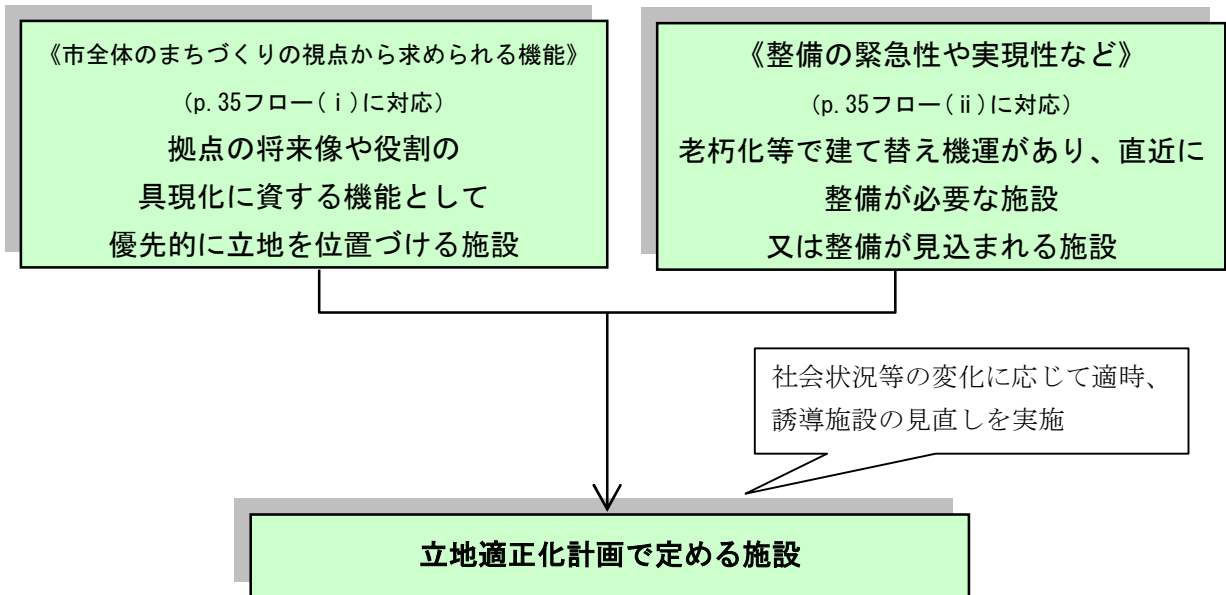 《市全体のまちづくりの視点から求められる機能》
(p.35フロー(ⅰ)に対応)
拠点の将来像や役割の
具現化に資する機能として
優先的に立地を位置づける施設
《整備の緊急性や実現性など》
(p.35フロー(ⅱ)に対応)
老朽化等で建て替え機運があり、直近に
整備が必要な施設
又は整備が見込まれる施設
社会状況等の変化に応じて適時、
誘導施設の見直しを実施
立地適正化計画で定める施設